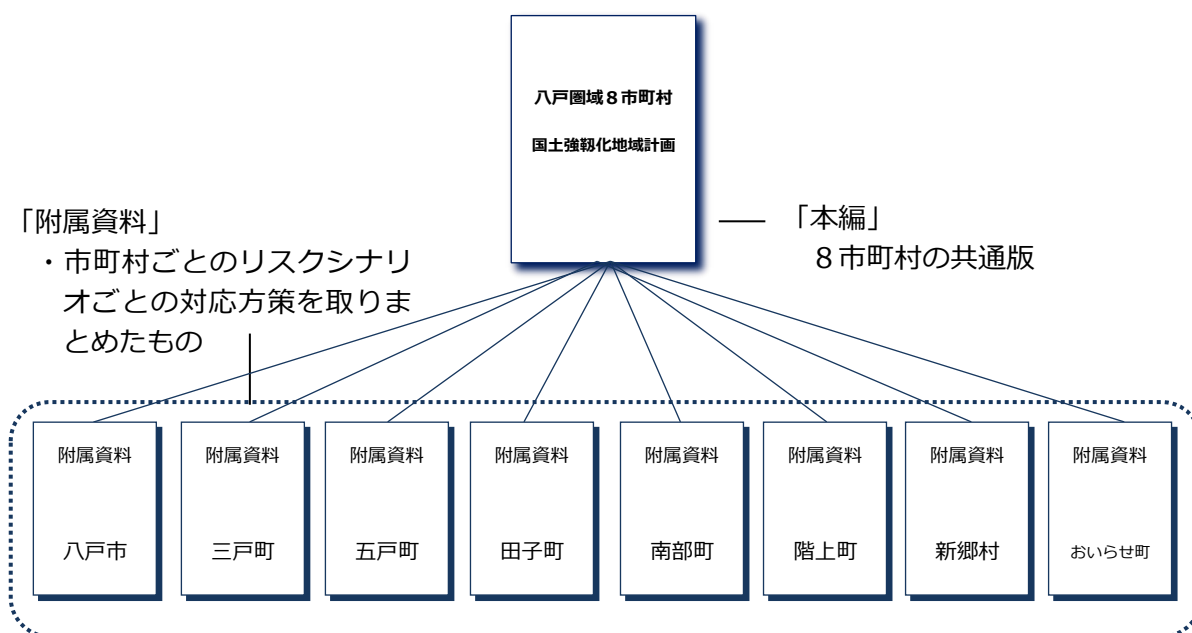 八戸圏域８市町村
国土強靱化地域計画
「附属資料」
・市町村ごとのリスクシナリ
オごとの対応方策を取りま
とめたもの
「本編」
８市町村の共通版
附属資料
八戸市
附属資料
三戸町
附属資料
五戸町
附属資料
田子町
附属資料
南部町
附属資料
階上町
附属資料
新郷村
附属資料
おいらせ町